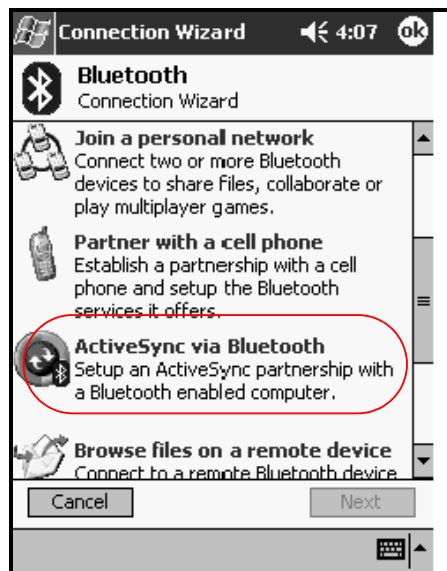 Connection Wizard 4:07 ok
Bluetooth
Connection Wizard
Join a personal network
Connect two or more Bluetooth
devices to share files, collaborate or
play multiplayer games.
Partner with a cell phone
Establish a partnership with a cell
phone and setup the Bluetooth
services it offers.
ActiveSync via Bluetooth
Setup an ActiveSync partnership with
a Bluetooth enabled computer.
Browse files on a remote device
Connect to a remote Bluetooth device
Cancel Next